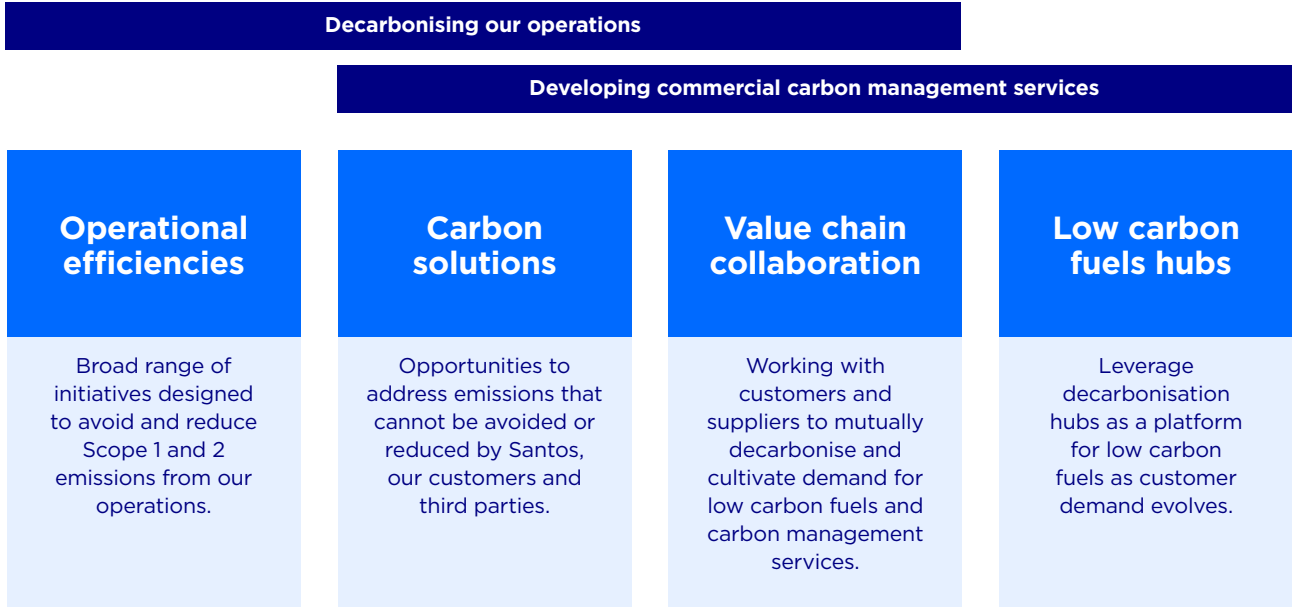 Decarbonising our operations
Developing commercial carbon management services
Operational
efficiencies
Broad range of
initiatives designed
to avoid and reduce
Scope 1 and 2
emissions from our
operations.
Carbon
solutions
Opportunities to
address emissions that
cannot be avoided or
reduced by Santos,
our customers and
third parties.
Value chain
collaboration
Working with
customers and
suppliers to mutually
decarbonise and
cultivate demand for
low carbon fuels and
carbon management
services.
Low carbon
fuels hubs
Leverage
decarbonisation
hubs as a platform
for low carbon
fuels as customer
demand evolves.